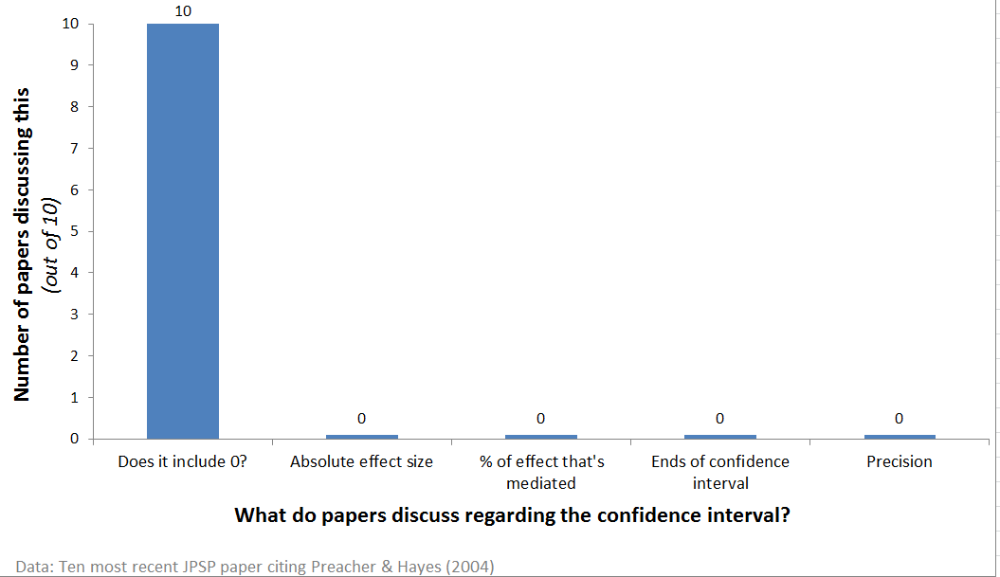 10
10
9
8
7
6
5
4
3
2
1
0
Number of papers discussing this
(out of 10)
0
0
0
0
Does it include 0?
Absolute effect size
% of effect that's
mediated
Ends of confidence
interval
Precision
What do papers discuss regarding the confidence interval?
Data: Ten most recent JPSP paper citing Preacher & Hayes (2004)